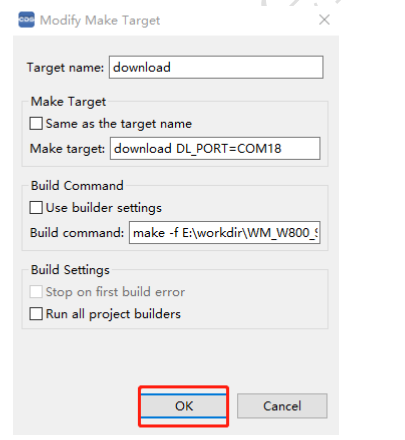 CDS Modify Make Target
Target name: download
Make Target
Same as the target name
Make target: download DL_PORT=COM18
Build Command
Use builder settings
Build command: make -f E:\workdir\WM_W800_S
Build Settings
Stop on first build error
Run all project builders
OK Cancel